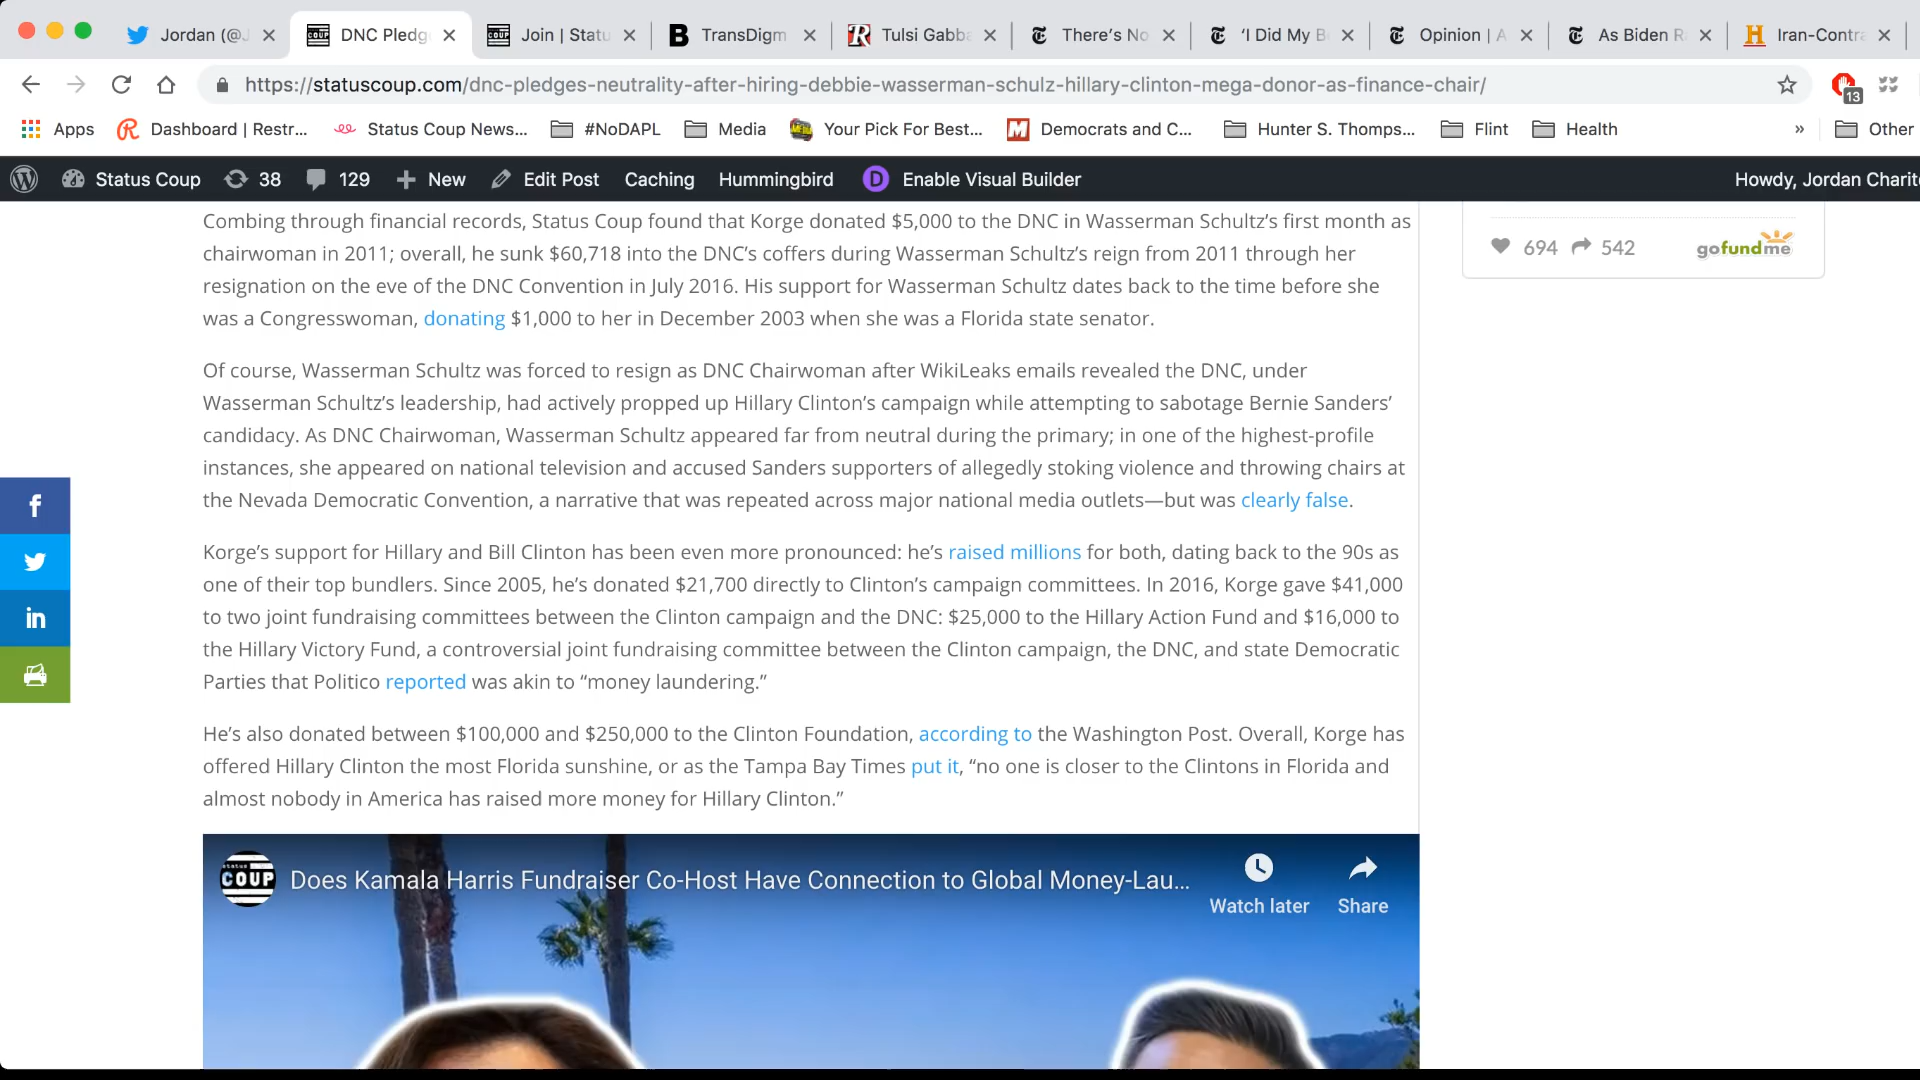 Jordan (@J
DNC Pledg
Join | Statu
TransDigm
Tulsi Gabba
There's No
'I Did My B
Opinion | A
As Biden R
Iran-Contra
https://statuscoup.com/dnc-pledges-neutrality-after-hiring-debbie-wasserman-schulz-hillary-clinton-mega-donor-as-finance-chair/
13
Apps
Dashboard | Restr...
Status Coup News...
#NoDAPL
Media
Your Pick For Best...
Democrats and C...
Hunter S. Thomps...
Flint
Health
»
Other
Status Coup
38
129
New
Edit Post
Caching
Hummingbird
D
Enable Visual Builder
Howdy, Jordan Charit
Combing through financial records, Status Coup found that Korge donated $5,000 to the DNC in Wasserman Schultz's first month as
chairwoman in 2011; overall, he sunk $60,718 into the DNC's coffers during Wasserman Schultz's reign from 2011 through her
resignation on the eve of the DNC Convention in July 2016. His support for Wasserman Schultz dates back to the time before she
was a Congresswoman, donating $1,000 to her in December 2003 when she was a Florida state senator.
694
542
gofundme
Of course, Wasserman Schultz was forced to resign as DNC Chairwoman after WikiLeaks emails revealed the DNC, under
Wasserman Schultz's leadership, had actively propped up Hillary Clinton's campaign while attempting to sabotage Bernie Sanders'
candidacy. As DNC Chairwoman, Wasserman Schultz appeared far from neutral during the primary; in one of the highest-profile
instances, she appeared on national television and accused Sanders supporters of allegedly stoking violence and throwing chairs at
the Nevada Democratic Convention, a narrative that was repeated across major national media outlets—but was clearly false.
Korge's support for Hillary and Bill Clinton has been even more pronounced: he's raised millions for both, dating back to the 90s as
one of their top bundlers. Since 2005, he's donated $21,700 directly to Clinton's campaign committees. In 2016, Korge gave $41,000
to two joint fundraising committees between the Clinton campaign and the DNC: $25,000 to the Hillary Action Fund and $16,000 to
the Hillary Victory Fund, a controversial joint fundraising committee between the Clinton campaign, the DNC, and state Democratic
Parties that Politico reported was akin to "money laundering."
He's also donated between $100,000 and $250,000 to the Clinton Foundation, according to the Washington Post. Overall, Korge has
offered Hillary Clinton the most Florida sunshine, or as the Tampa Bay Times put it, "no one is closer to the Clintons in Florida and
almost nobody in America has raised more money for Hillary Clinton."
status
COUP
Does Kamala Harris Fundraiser Co-Host Have Connection to Global Money-Lau...
Watch later
Share